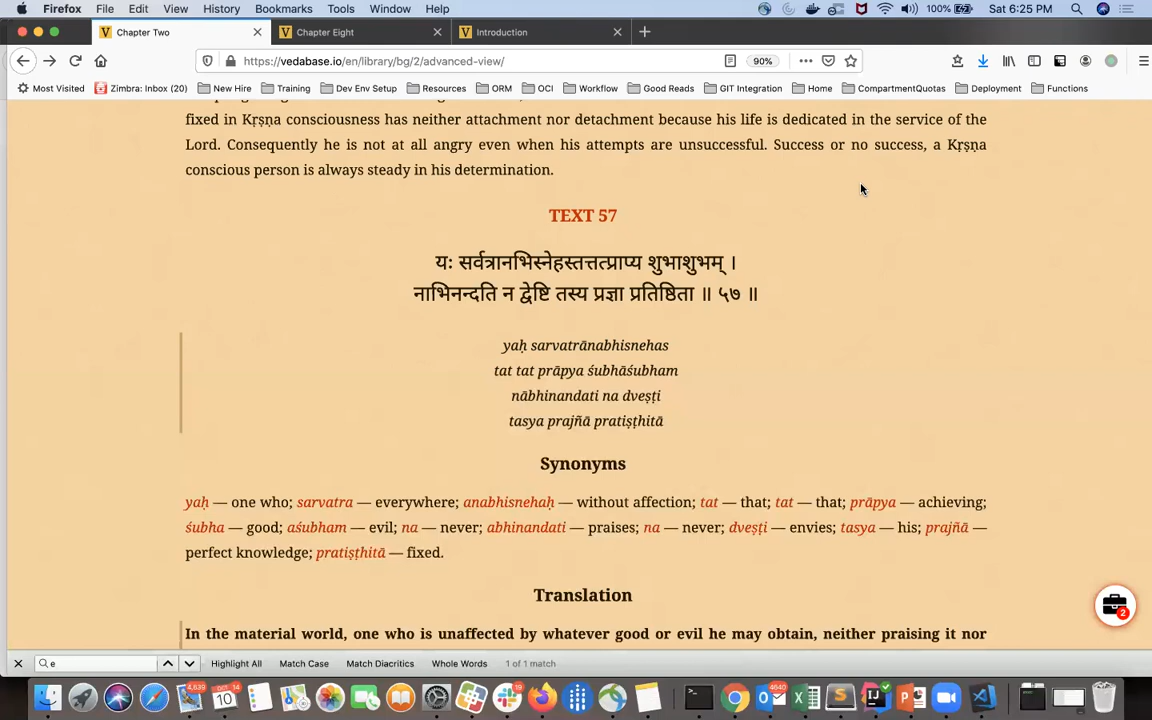 Firefox File Edit View History Bookmarks Tools Window Help 100% Sat 6:25 PM
Chapter Two Chapter Eight Introduction
https://vedabase.io/en/library/bg/2/advanced-view/ 90%
Most Visited Zimbra: Inbox (20) New Hire Training Dev Env Setup Resources ORM OCI Workflow Good Reads GIT Integration Home CompartmentQuotas Deployment Functions
fixed in Kṛṣṇa consciousness has neither attachment nor detachment because his life is dedicated in the service of the
Lord. Consequently he is not at all angry even when his attempts are unsuccessful. Success or no success, a Kṛṣṇa
conscious person is always steady in his determination.
TEXT 57
यः सर्वत्रानभिस्नेहस्तत्तत्प्राप्य शुभाशुभम् ।
नाभिनन्दति न द्वेष्टि तस्य प्रज्ञा प्रतिष्ठिता ॥ ५७ ॥
yaḥ sarvatrānabhisnehas
tat tat prāpya śubhāśubham
nābhinandati na dveṣṭi
tasya prajñā pratiṣṭhitā
Synonyms
yaḥ — one who; sarvatra — everywhere; anabhisnehaḥ — without affection; tat — that; tat — that; prāpya — achieving;
śubha — good; aśubham — evil; na — never; abhinandati — praises; na — never; dveṣṭi — envies; tasya — his; prajñā —
perfect knowledge; pratiṣṭhitā — fixed.
Translation
In the material world, one who is unaffected by whatever good or evil he may obtain, neither praising it nor
2
e Highlight All Match Case Match Diacritics Whole Words 1 of 1 match
4,639 OCT 14 10 19 4640